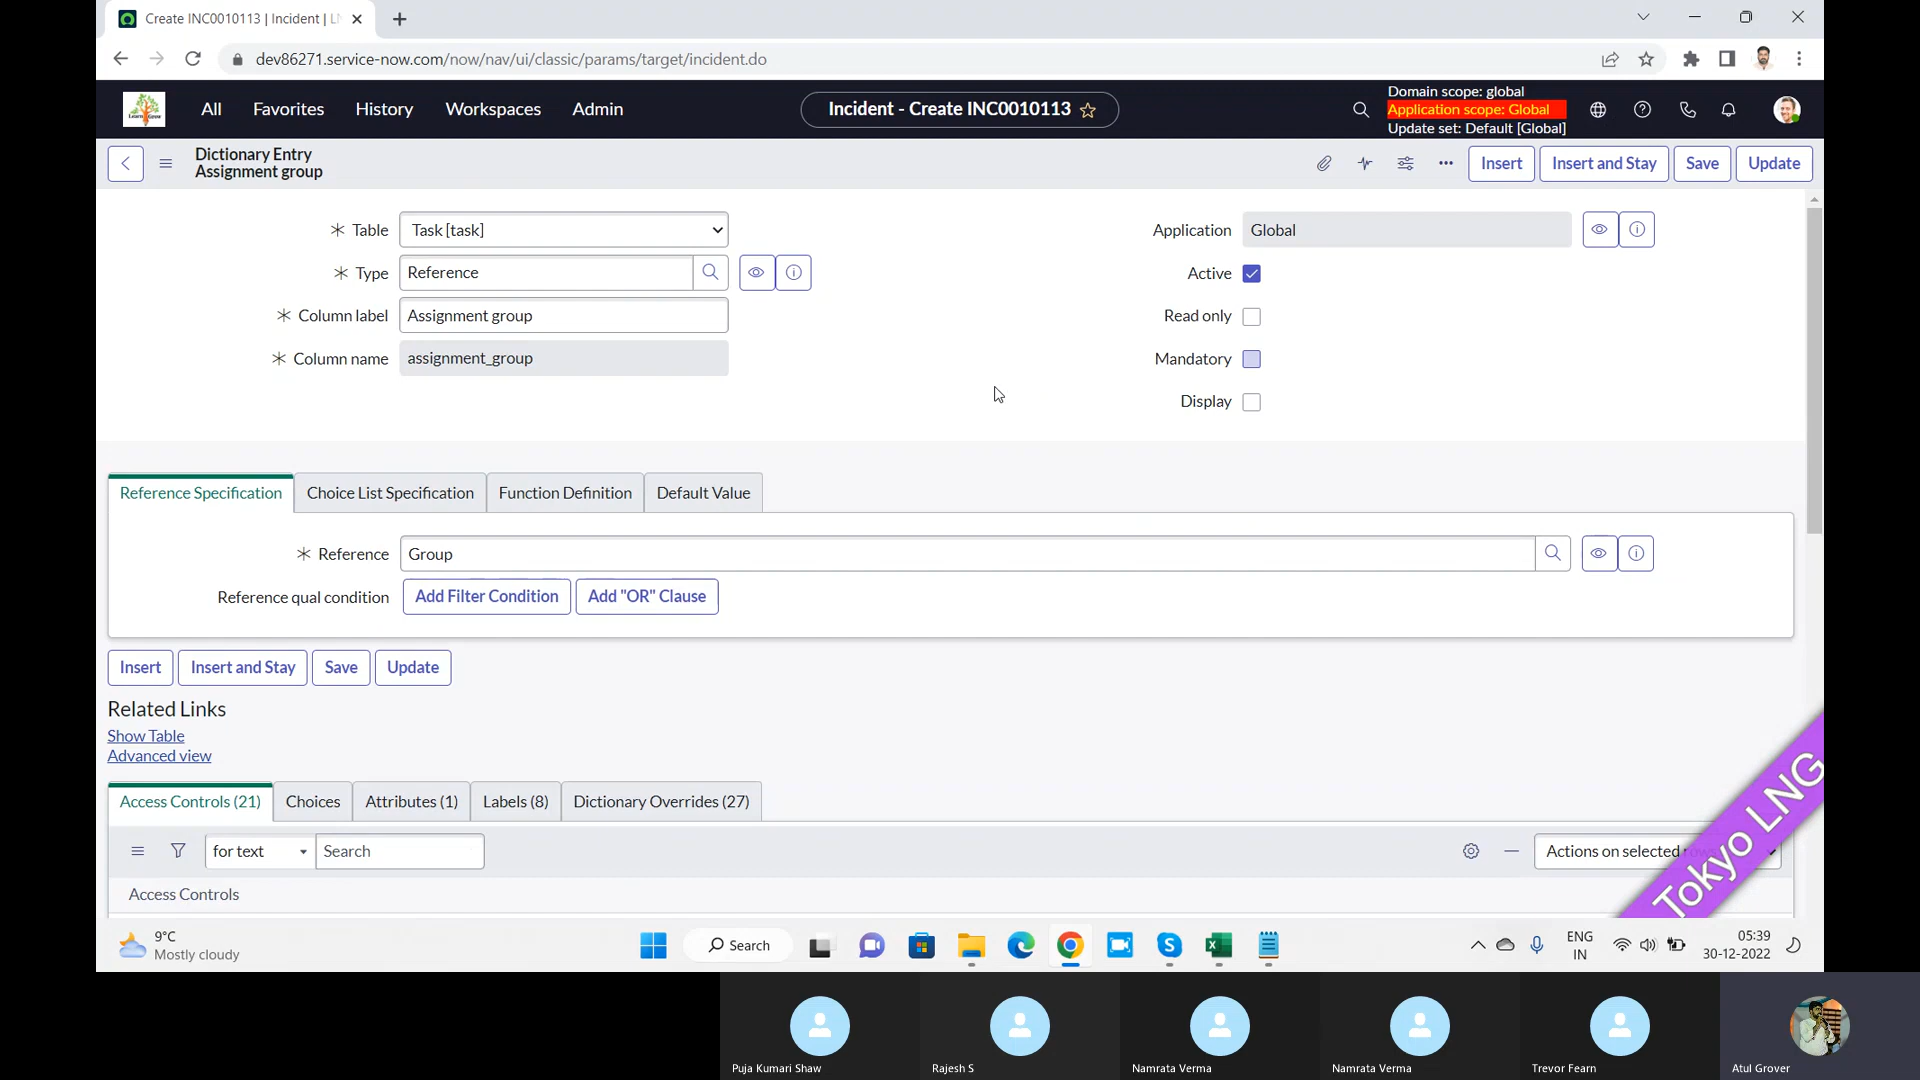 Create INC0010113 | Incident | LN
dev86271.service-now.com/now/nav/ui/classic/params/target/incident.do
All
Favorites
History
Workspaces
Admin
Incident - Create INC0010113
Domain scope: global
Application scope: Global
Update set: Default [Global]
Dictionary Entry
Assignment group
Insert
Insert and Stay
Save
Update
Table
Task [task]
Application
Global
Type
Reference
Active
Column label
Assignment group
Read only
Column name
assignment_group
Mandatory
Display
Reference Specification
Choice List Specification
Function Definition
Default Value
Reference
Group
Reference qual condition
Add Filter Condition
Add "OR" Clause
Insert
Insert and Stay
Save
Update
Related Links
Show Table
Advanced view
Access Controls (21)
Choices
Attributes (1)
Labels (8)
Dictionary Overrides (27)
for text
Search
Actions on selected rows...
Access Controls
Tokyo LNG
9°C
Mostly cloudy
Search
ENG
IN
05:39
30-12-2022
Puja Kumari Shaw
Rajesh S
Namrata Verma
Namrata Verma
Trevor Fearn
Atul Grover